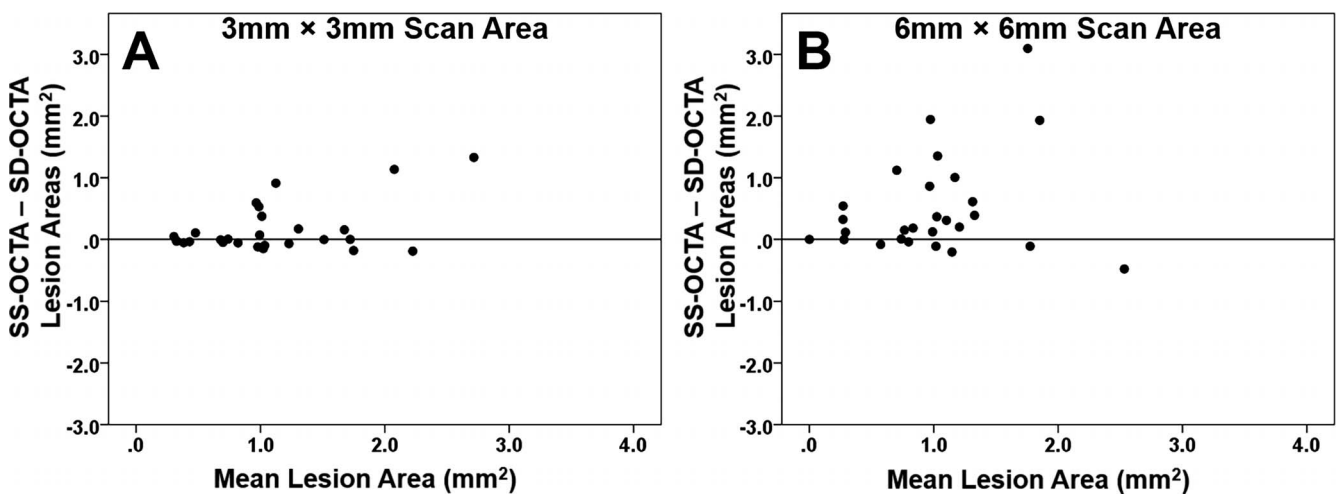 A
3mm × 3mm Scan Area
SS-OCTA – SD-OCTA
Lesion Areas (mm²)
3.0
2.0
1.0
.0
-1.0
-2.0
-3.0
.0 1.0 2.0 3.0 4.0
Mean Lesion Area (mm²)
B
6mm × 6mm Scan Area
SS-OCTA – SD-OCTA
Lesion Areas (mm²)
3.0
2.0
1.0
.0
-1.0
-2.0
-3.0
.0 1.0 2.0 3.0 4.0
Mean Lesion Area (mm²)